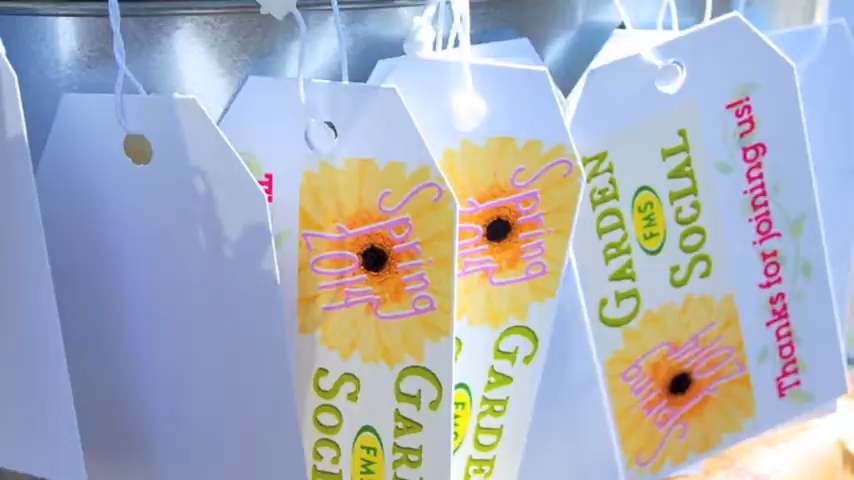 Spring
2014
GARDEN
FMS
SOCIAL
Spring
2014
GARDEN
FMS
GARDEN
FMS
SOCIAL
Spring
2014
Thanks for joining us!